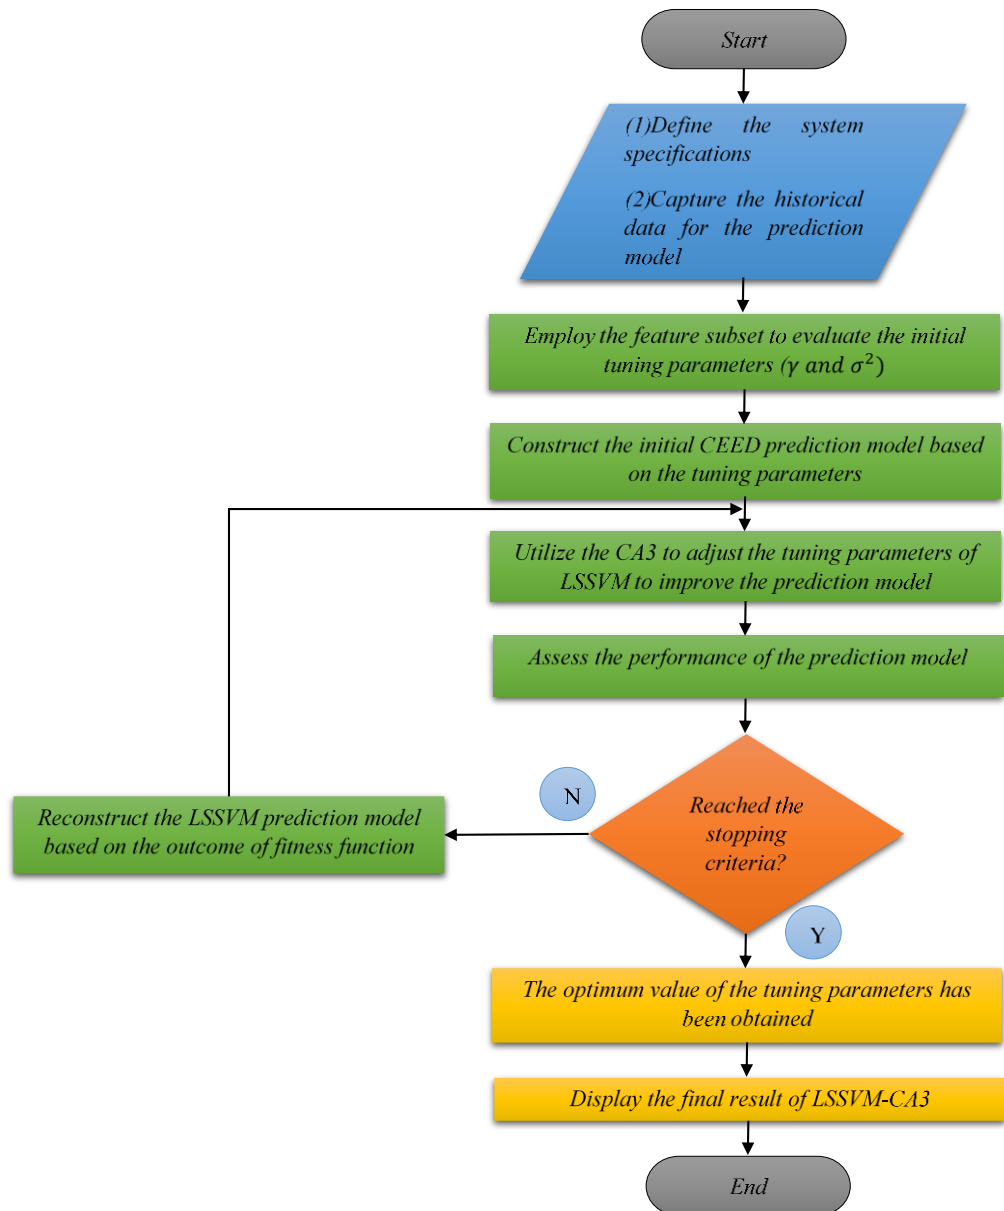 Start
(1)Define the system
specifications
(2)Capture the historical
data for the prediction
model
Employ the feature subset to evaluate the initial
tuning parameters (γ and σ²)
Construct the initial CEED prediction model based
on the tuning parameters
Utilize the CA3 to adjust the tuning parameters of
LSSVM to improve the prediction model
Assess the performance of the prediction model
Reached the
stopping
criteria?
N
Reconstruct the LSSVM prediction model
based on the outcome of fitness function
Y
The optimum value of the tuning parameters has
been obtained
Display the final result of LSSVM-CA3
End